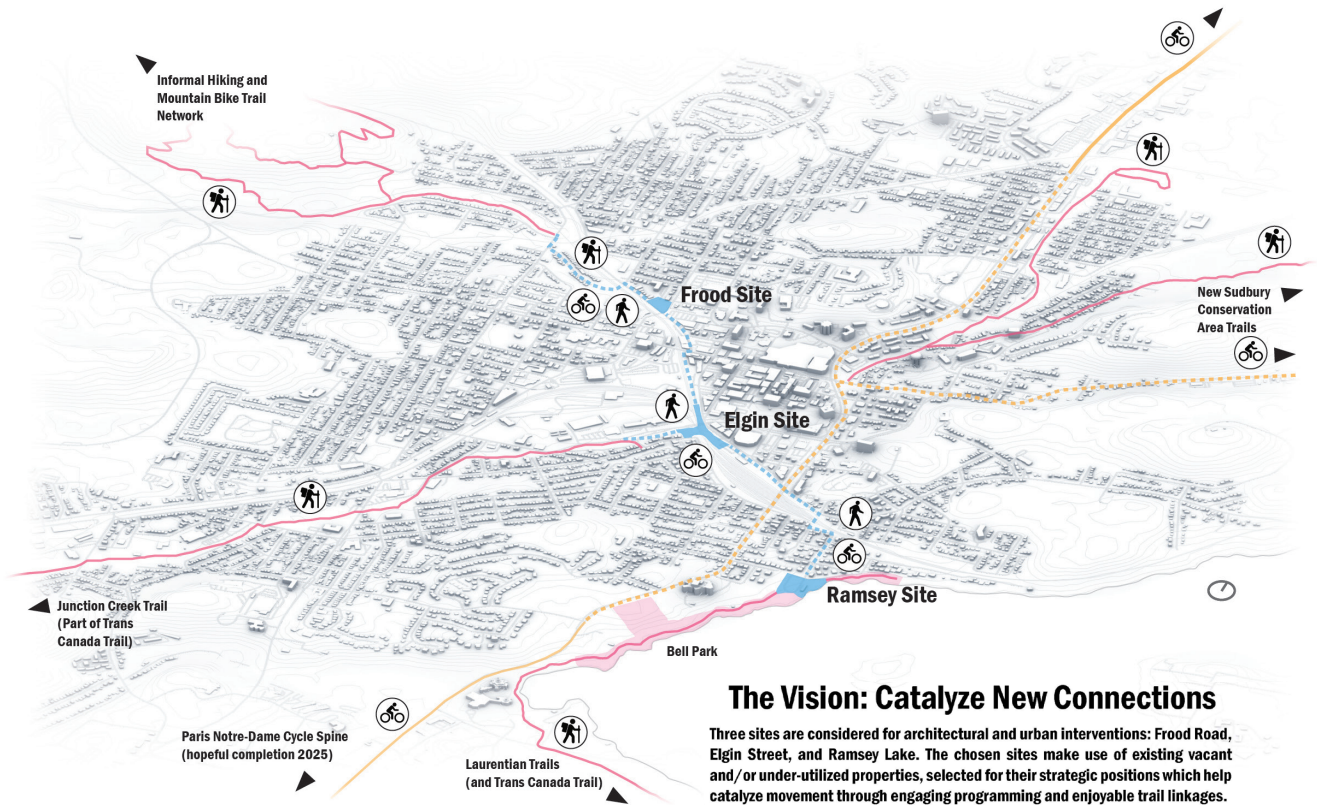 Informal Hiking and
Mountain Bike Trail
Network
Frood Site
New Sudbury
Conservation
Area Trails
Elgin Site
Ramsey Site
Junction Creek Trail
(Part of Trans
Canada Trail)
Bell Park
Paris Notre-Dame Cycle Spine
(hopeful completion 2025)
Laurentian Trails
(and Trans Canada Trail)
The Vision: Catalyze New Connections
Three sites are considered for architectural and urban interventions: Frood Road,
Elgin Street, and Ramsey Lake. The chosen sites make use of existing vacant
and/or under-utilized properties, selected for their strategic positions which help
catalyze movement through engaging programming and enjoyable trail linkages.